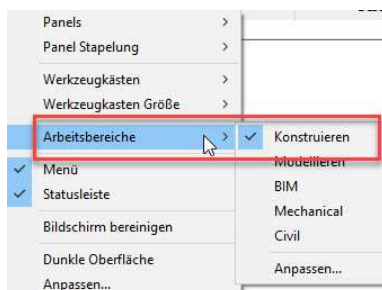 Panels
Panel Stapelung
Werkzeugkästen
Werkzeugkasten Größe
Arbeitsbereiche
Menü
Statusleiste
Bildschirm bereinigen
Dunkle Oberfläche
Anpassen...
Konstruieren
Modellieren
BIM
Mechanical
Civil
Anpassen...